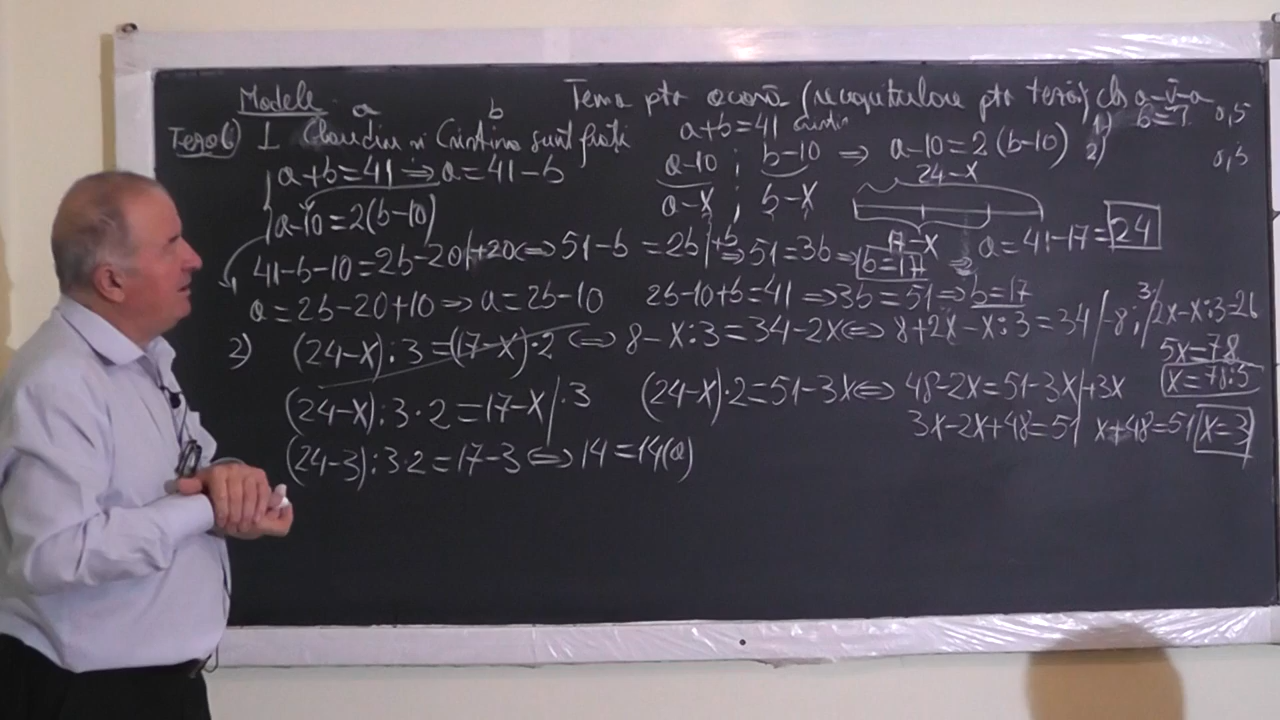 Modele
Tema ptr acasă (recapitulare ptr teză) cls a-V-a
a b
Teza 6) I Claudiu și Cristina sunt frați
a+b=41
1) b=? 0,5
2) 0,5
a+b=41 ⇒ a=41-b
a-10 ; b-10 ⇒ a-10=2(b-10)
a-10=2(b-10)
a-x ; b-x
24-x
17-x
41-b-10=2b-20/+20 ⇔ 51-b=2b/+b ⇒ 51=3b ⇒ b=17 ⇒ a=41-17=24
a=2b-20+10 ⇒ a=2b-10 2b-10+b=41 ⇒ 3b=51 ⇒ b=17
2) (24-x):3=(17-x)·2 ⇔ 8-x:3=34-2x ⇔ 8+2x-x:3=34/-8; 3·/2x-x:3=26
5x=78
x=78:5
(24-x):3·2=17-x/·3 (24-x)·2=51-3x ⇔ 48-2x=51-3x/+3x
3x-2x+48=51 x+48=51 x=3
(24-3):3·2=17-3 ⇔ 14=14(a)